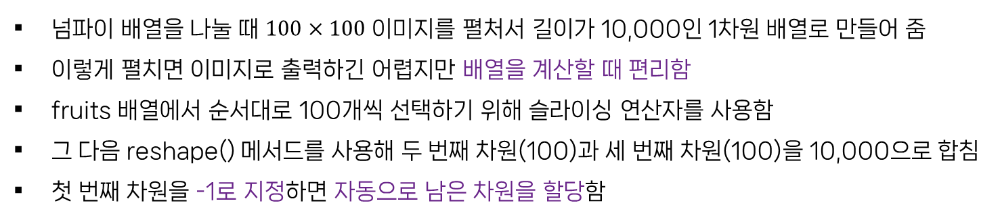 ▪ 넘파이 배열을 나눌 때 100 × 100 이미지를 펼쳐서 길이가 10,000인 1차원 배열로 만들어 줌
▪ 이렇게 펼치면 이미지로 출력하긴 어렵지만 배열을 계산할 때 편리함
▪ fruits 배열에서 순서대로 100개씩 선택하기 위해 슬라이싱 연산자를 사용함
▪ 그 다음 reshape() 메서드를 사용해 두 번째 차원(100)과 세 번째 차원(100)을 10,000으로 합침
▪ 첫 번째 차원을 -1로 지정하면 자동으로 남은 차원을 할당함